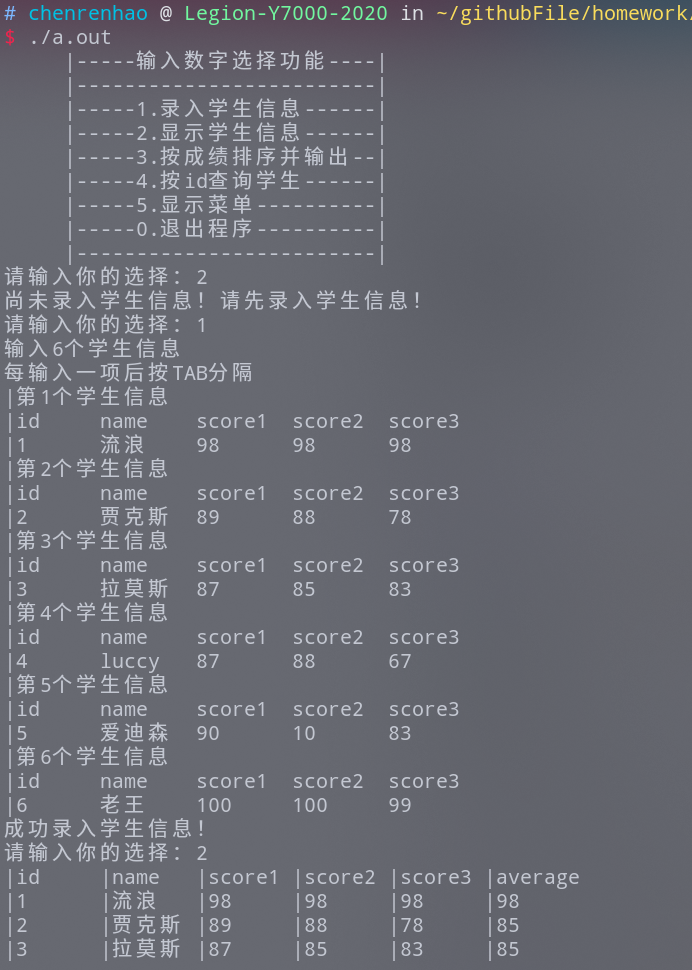 # chenrenhao @ Legion-Y7000-2020 in ~/githubFile/homework
$ ./a.out
|-----输入数字选择功能----|
|-------------------------|
|-----1.录入学生信息------|
|-----2.显示学生信息------|
|-----3.按成绩排序并输出--|
|-----4.按id查询学生------|
|-----5.显示菜单----------|
|-----0.退出程序----------|
|-------------------------|
请输入你的选择: 2
尚未录入学生信息! 请先录入学生信息!
请输入你的选择: 1
输入6个学生信息
每输入一项后按TAB分隔
|第1个学生信息
|id name score1 score2 score3
|1 流浪 98 98 98
|第2个学生信息
|id name score1 score2 score3
|2 贾克斯 89 88 78
|第3个学生信息
|id name score1 score2 score3
|3 拉莫斯 87 85 83
|第4个学生信息
|id name score1 score2 score3
|4 luccy 87 88 67
|第5个学生信息
|id name score1 score2 score3
|5 爱迪森 90 10 83
|第6个学生信息
|id name score1 score2 score3
|6 老王 100 100 99
成功录入学生信息!
请输入你的选择: 2
|id |name |score1 |score2 |score3 |average
|1 |流浪 |98 |98 |98 |98
|2 |贾克斯 |89 |88 |78 |85
|3 |拉莫斯 |87 |85 |83 |85